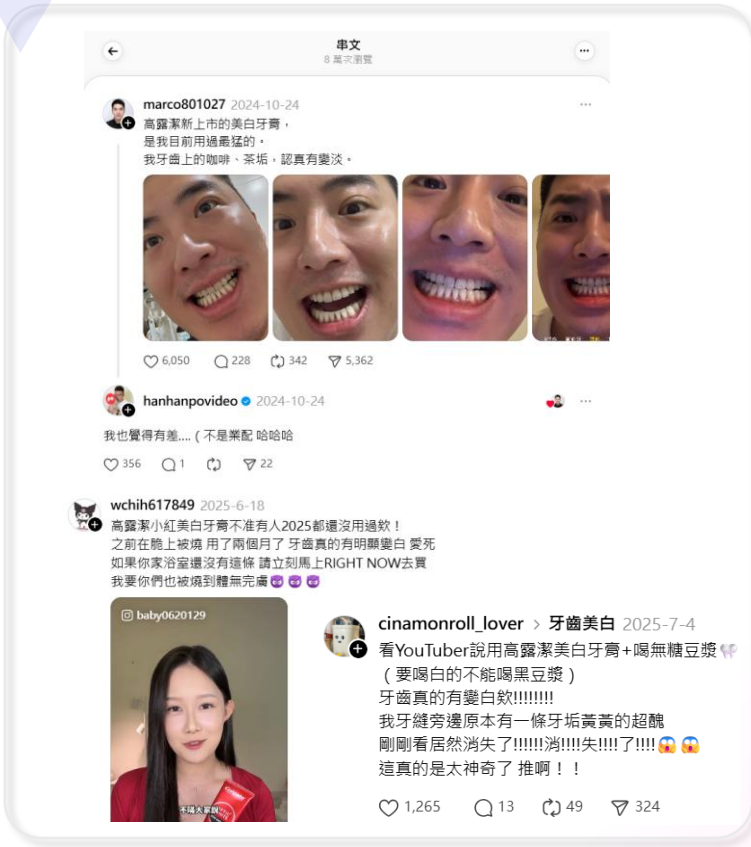 串文
8 萬次瀏覽
marco801027 2024-10-24
高露潔新上市的美白牙膏，
是我目前用過最猛的。
我牙齒上的咖啡、茶垢，認真有變淡。
6,050 228 342 5,362
hanhanpovideo 2024-10-24
我也覺得有差....（不是業配 哈哈哈
356 1 22
wchih617849 2025-6-18
高露潔小紅美白牙膏不准有人2025都還沒用過欸！
之前在脆上被燒 用了兩個月了 牙齒真的有明顯變白 愛死
如果你家浴室還沒有這條 請立刻馬上RIGHT NOW去買
我要你們也被燒到體無完膚😈😈😈
baby0620129
cinamonroll_lover > 牙齒美白 2025-7-4
看YouTuber說用高露潔美白牙膏+喝無糖豆漿🦷
（要喝白的不能喝黑豆漿）
牙齒真的有變白欸!!!!!!!!
我牙縫旁邊原本有一條牙垢黃黃的超醜
剛剛看居然消失了!!!!!!消!!!!失!!!!了!!!!😱😱
這真的是太神奇了 推啊！！
1,265 13 49 324